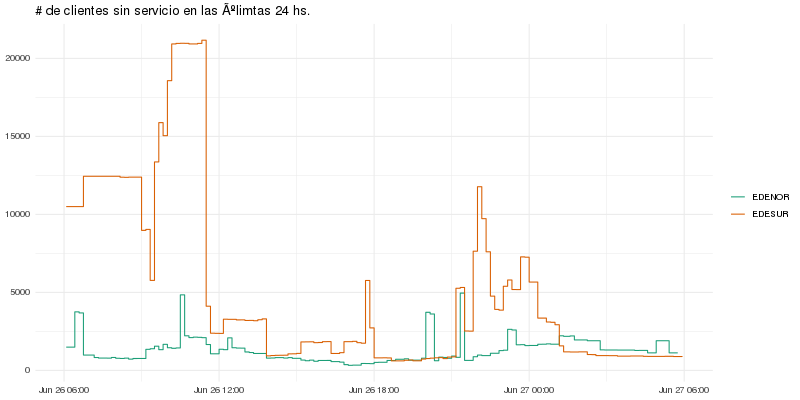 # de clientes sin servicio en las Ãºlimtas 24 hs.
20000
15000
10000
5000
0
Jun 26 06:00
Jun 26 12:00
Jun 26 18:00
Jun 27 00:00
Jun 27 06:00
EDENOR
EDESUR